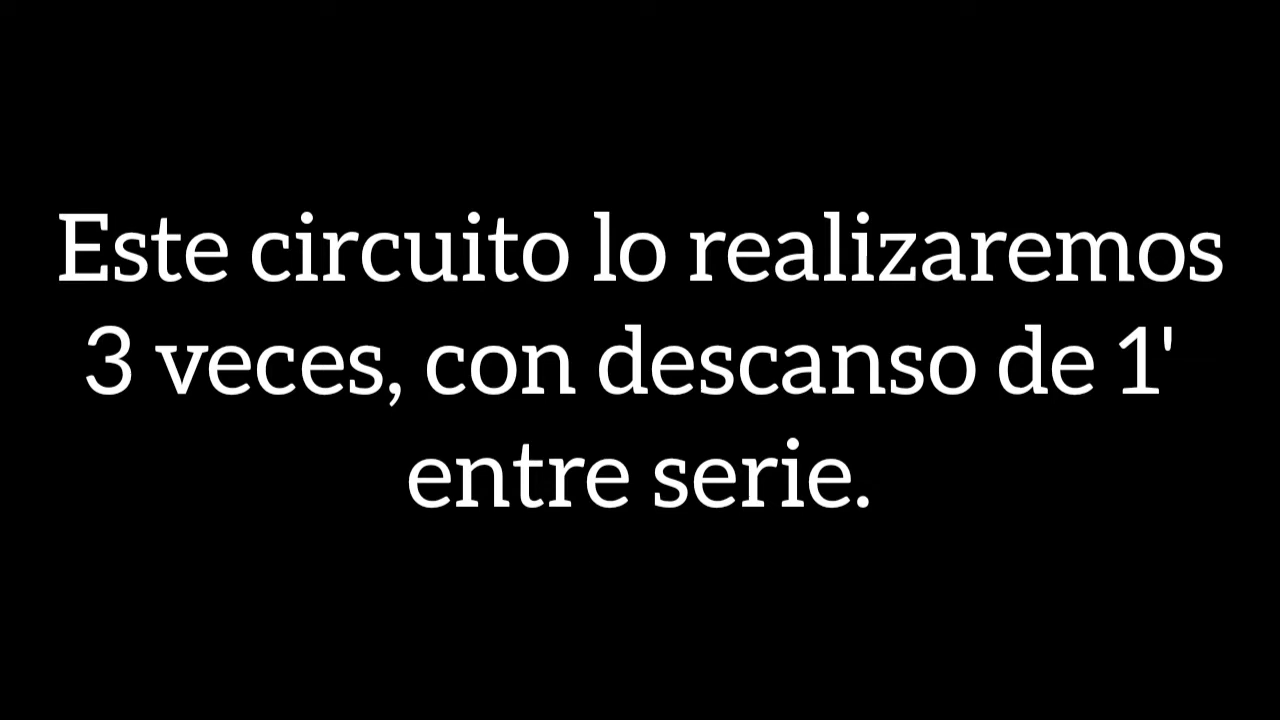 Este circuito lo realizaremos
3 veces, con descanso de 1'
entre serie.